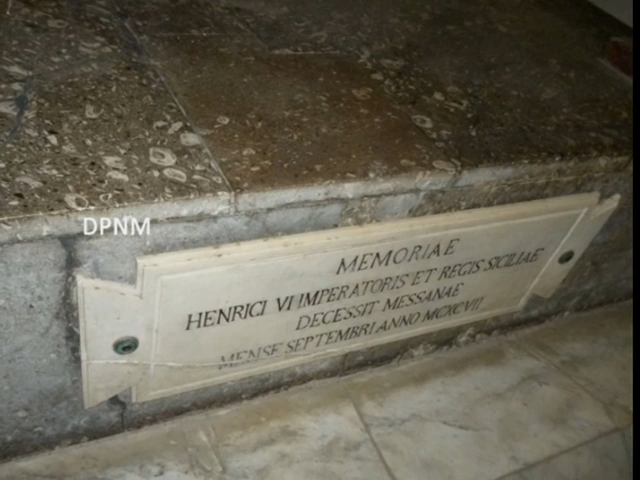 DPNM
MEMORIAE
HENRICI VI IMPERATORIS ET REGIS SICILIAE
DECESSIT MESSANAE
MENSE SEPTEMBRI ANNO MCXCVII